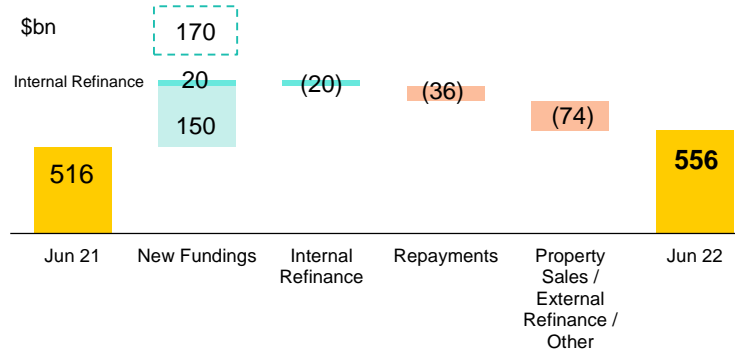 $bn
170
Internal Refinance
20
(20)
(36)
(74)
150
516
556
Jun 21
New Fundings
Internal
Refinance
Repayments
Property
Sales /
External
Refinance /
Other
Jun 22